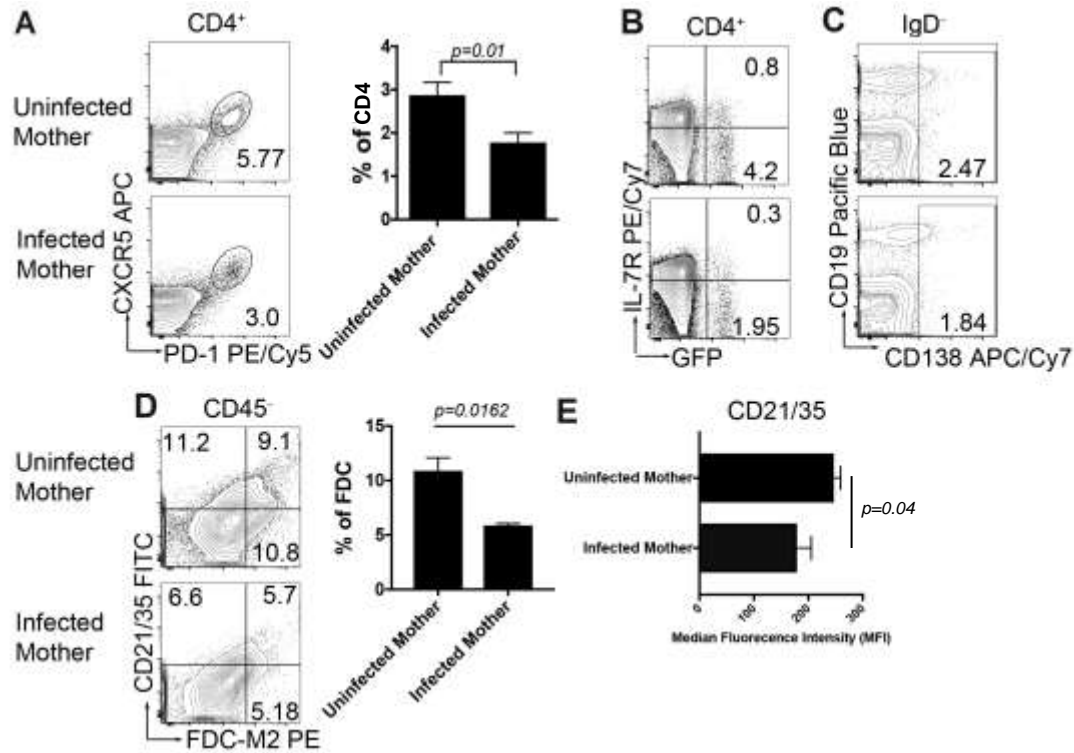 A
CD4⁺
Uninfected
Mother
5.77
Infected
Mother
3.0
CXCR5 APC
PD-1 PE/Cy5
p=0.01
% of CD4
4
3
2
1
0
Uninfected Mother
Infected Mother
B
CD4⁺
0.8
4.2
0.3
1.95
IL-7R PE/Cy7
GFP
C
IgD⁻
2.47
1.84
CD19 Pacific Blue
CD138 APC/Cy7
D
CD45⁻
Uninfected
Mother
11.2
9.1
10.8
Infected
Mother
6.6
5.7
5.18
CD21/35 FITC
FDC-M2 PE
p=0.0162
% of FDC
15
10
5
0
Uninfected Mother
Infected Mother
E
CD21/35
Uninfected Mother
Infected Mother
p=0.04
0
100
200
300
Median Fluorecence Intensity (MFI)